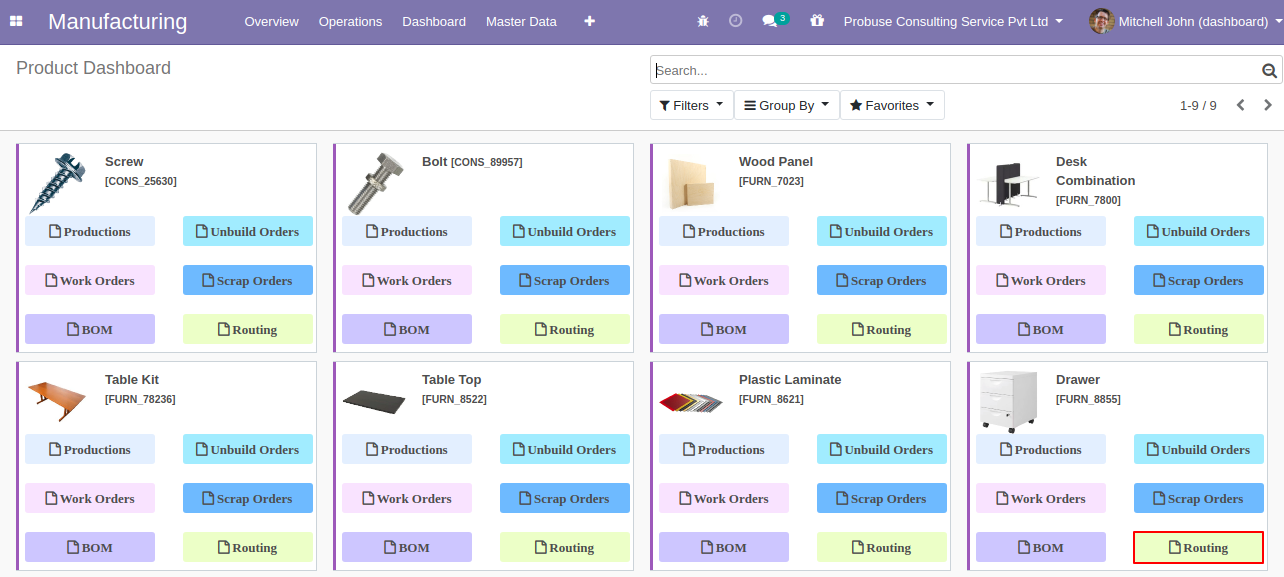 Manufacturing Overview Operations Dashboard Master Data 3 Probuse Consulting Service Pvt Ltd Mitchell John (dashboard)
Product Dashboard
Search...
Filters Group By Favorites 1-9 / 9
Screw
[CONS_25630]
Productions Unbuild Orders
Work Orders Scrap Orders
BOM Routing
Bolt [CONS_89957]
Productions Unbuild Orders
Work Orders Scrap Orders
BOM Routing
Wood Panel
[FURN_7023]
Productions Unbuild Orders
Work Orders Scrap Orders
BOM Routing
Desk
Combination
[FURN_7800]
Productions Unbuild Orders
Work Orders Scrap Orders
BOM Routing
Table Kit
[FURN_78236]
Productions Unbuild Orders
Work Orders Scrap Orders
BOM Routing
Table Top
[FURN_8522]
Productions Unbuild Orders
Work Orders Scrap Orders
BOM Routing
Plastic Laminate
[FURN_8621]
Productions Unbuild Orders
Work Orders Scrap Orders
BOM Routing
Drawer
[FURN_8855]
Productions Unbuild Orders
Work Orders Scrap Orders
BOM Routing